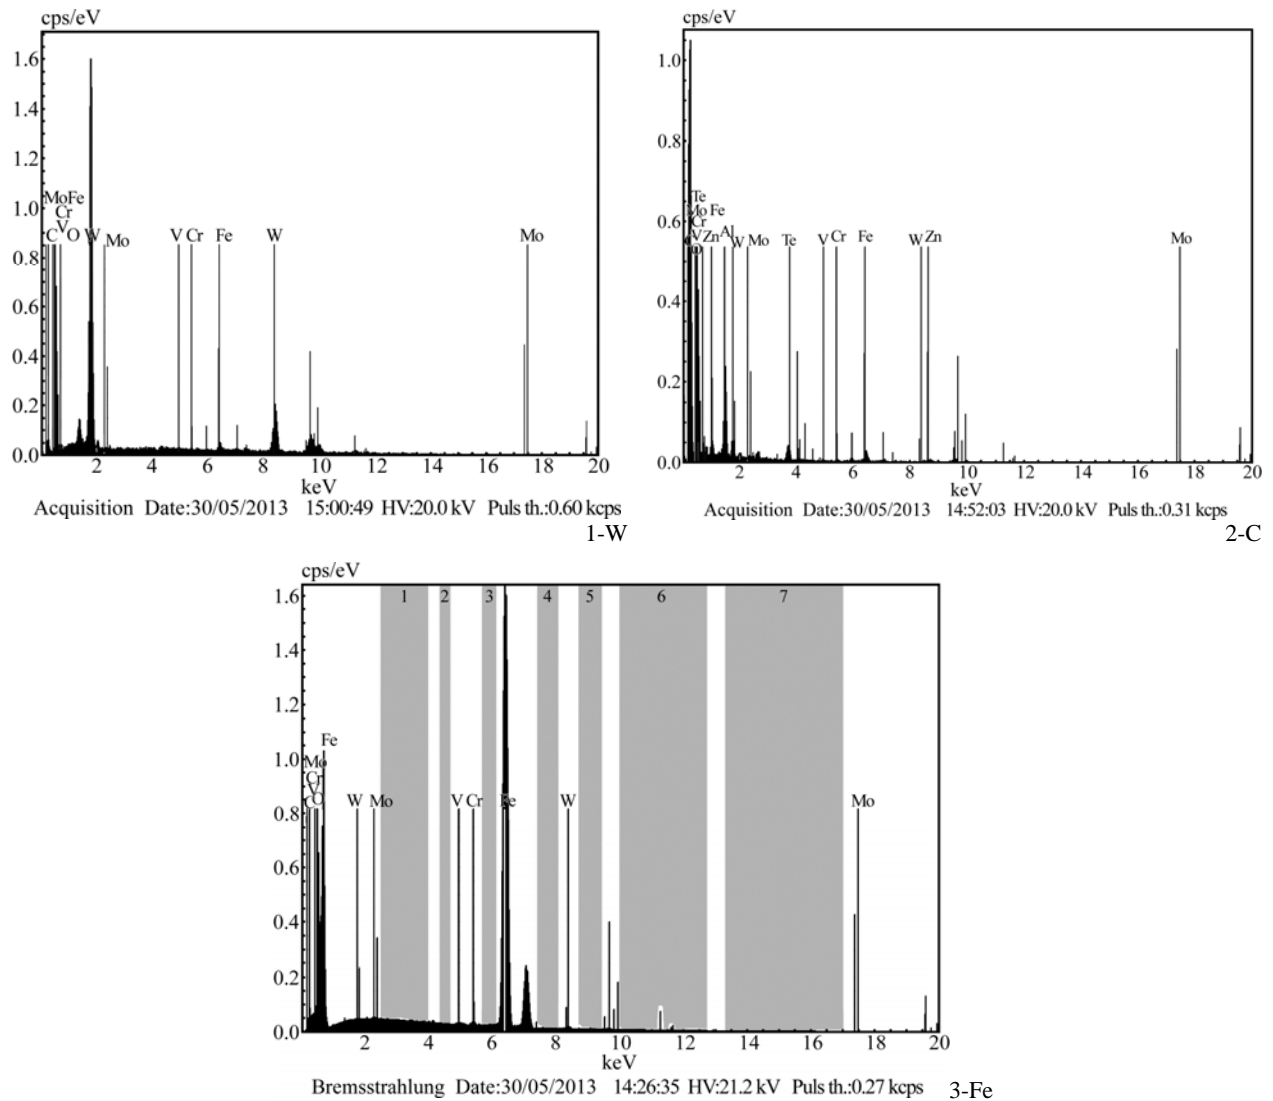 cps/eV
1.6
1.4
1.2
1.0
0.8
0.6
0.4
0.2
0.0
Mo Fe
Cr
V
C O W Mo V Cr Fe W Mo
2 4 6 8 10 12 14 16 18 20
keV
Acquisition Date:30/05/2013 15:00:49 HV:20.0 kV Puls th.:0.60 kcps
1-W
cps/eV
1.0
0.8
0.6
0.4
0.2
0.0
Te
Mo Fe
Cr
V Zn Al W Mo Te V Cr Fe W Zn Mo
C O
2 4 6 8 10 12 14 16 18 20
keV
Acquisition Date:30/05/2013 14:52:03 HV:20.0 kV Puls th.:0.31 kcps
2-C
cps/eV
1 2 3 4 5 6 7
1.6
1.4
1.2
1.0
0.8
0.6
0.4
0.2
0.0
Fe
Mo
Cr
V
C O W Mo V Cr Fe W Mo
2 4 6 8 10 12 14 16 18 20
keV
Bremsstrahlung Date:30/05/2013 14:26:35 HV:21.2 kV Puls th.:0.27 kcps
3-Fe